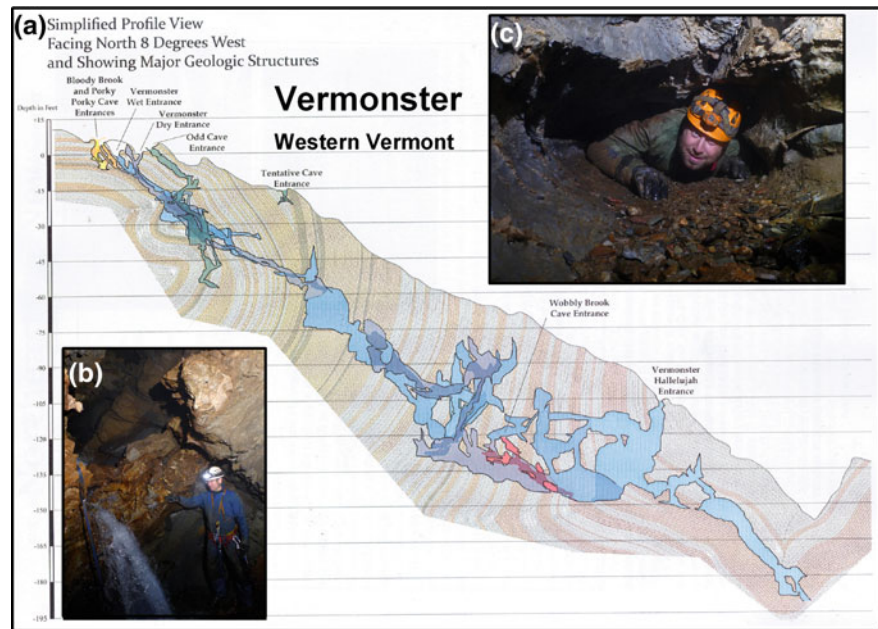 (a)
Simplified Profile View
Facing North 8 Degrees West
and Showing Major Geologic Structures
Vermonster
Western Vermont
(c)
(b)
Bloody Brook
and Porky
Porky Cave
Entrances
Vermonster
Wet Entrance
Vermonster
Dry Entrance
Odd Cave
Entrance
Tentative Cave
Entrance
Wobbly Brook
Cave Entrance
Vermonster
Hallelujah
Entrance
Depth in Feet
+15
0
-15
-30
-45
-60
-75
-90
-105
-120
-135
-150
-165
-180
-195